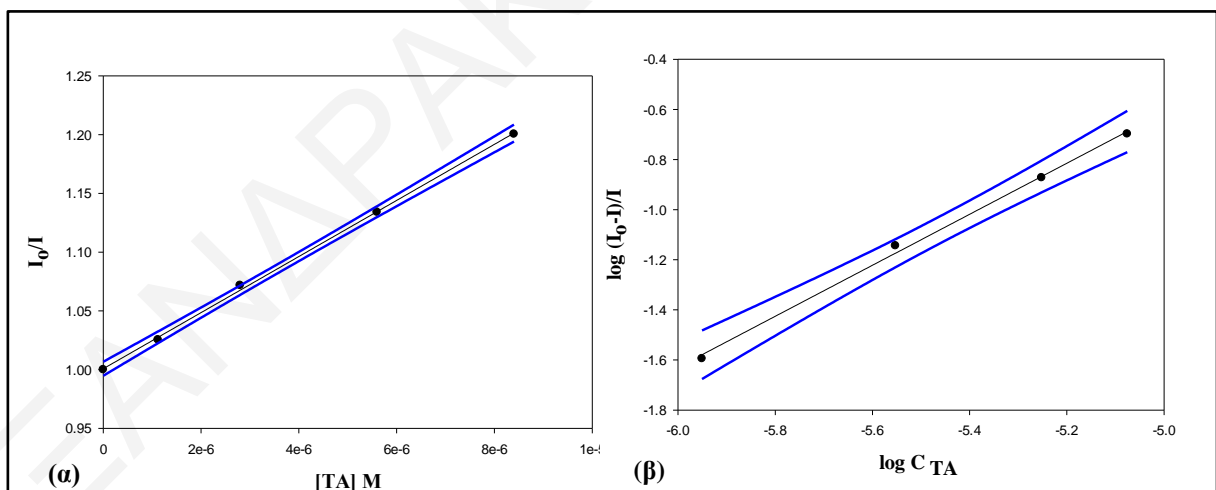 1.25
1.20
1.15
1.10
1.05
1.00
0.95
I₀/I
0
2e-6
4e-6
6e-6
8e-6
1e-5
[TA] M
(α)
-0.4
-0.6
-0.8
-1.0
-1.2
-1.4
-1.6
-1.8
log (I₀-I)/I
-6.0
-5.8
-5.6
-5.4
-5.2
-5.0
log C TA
(β)